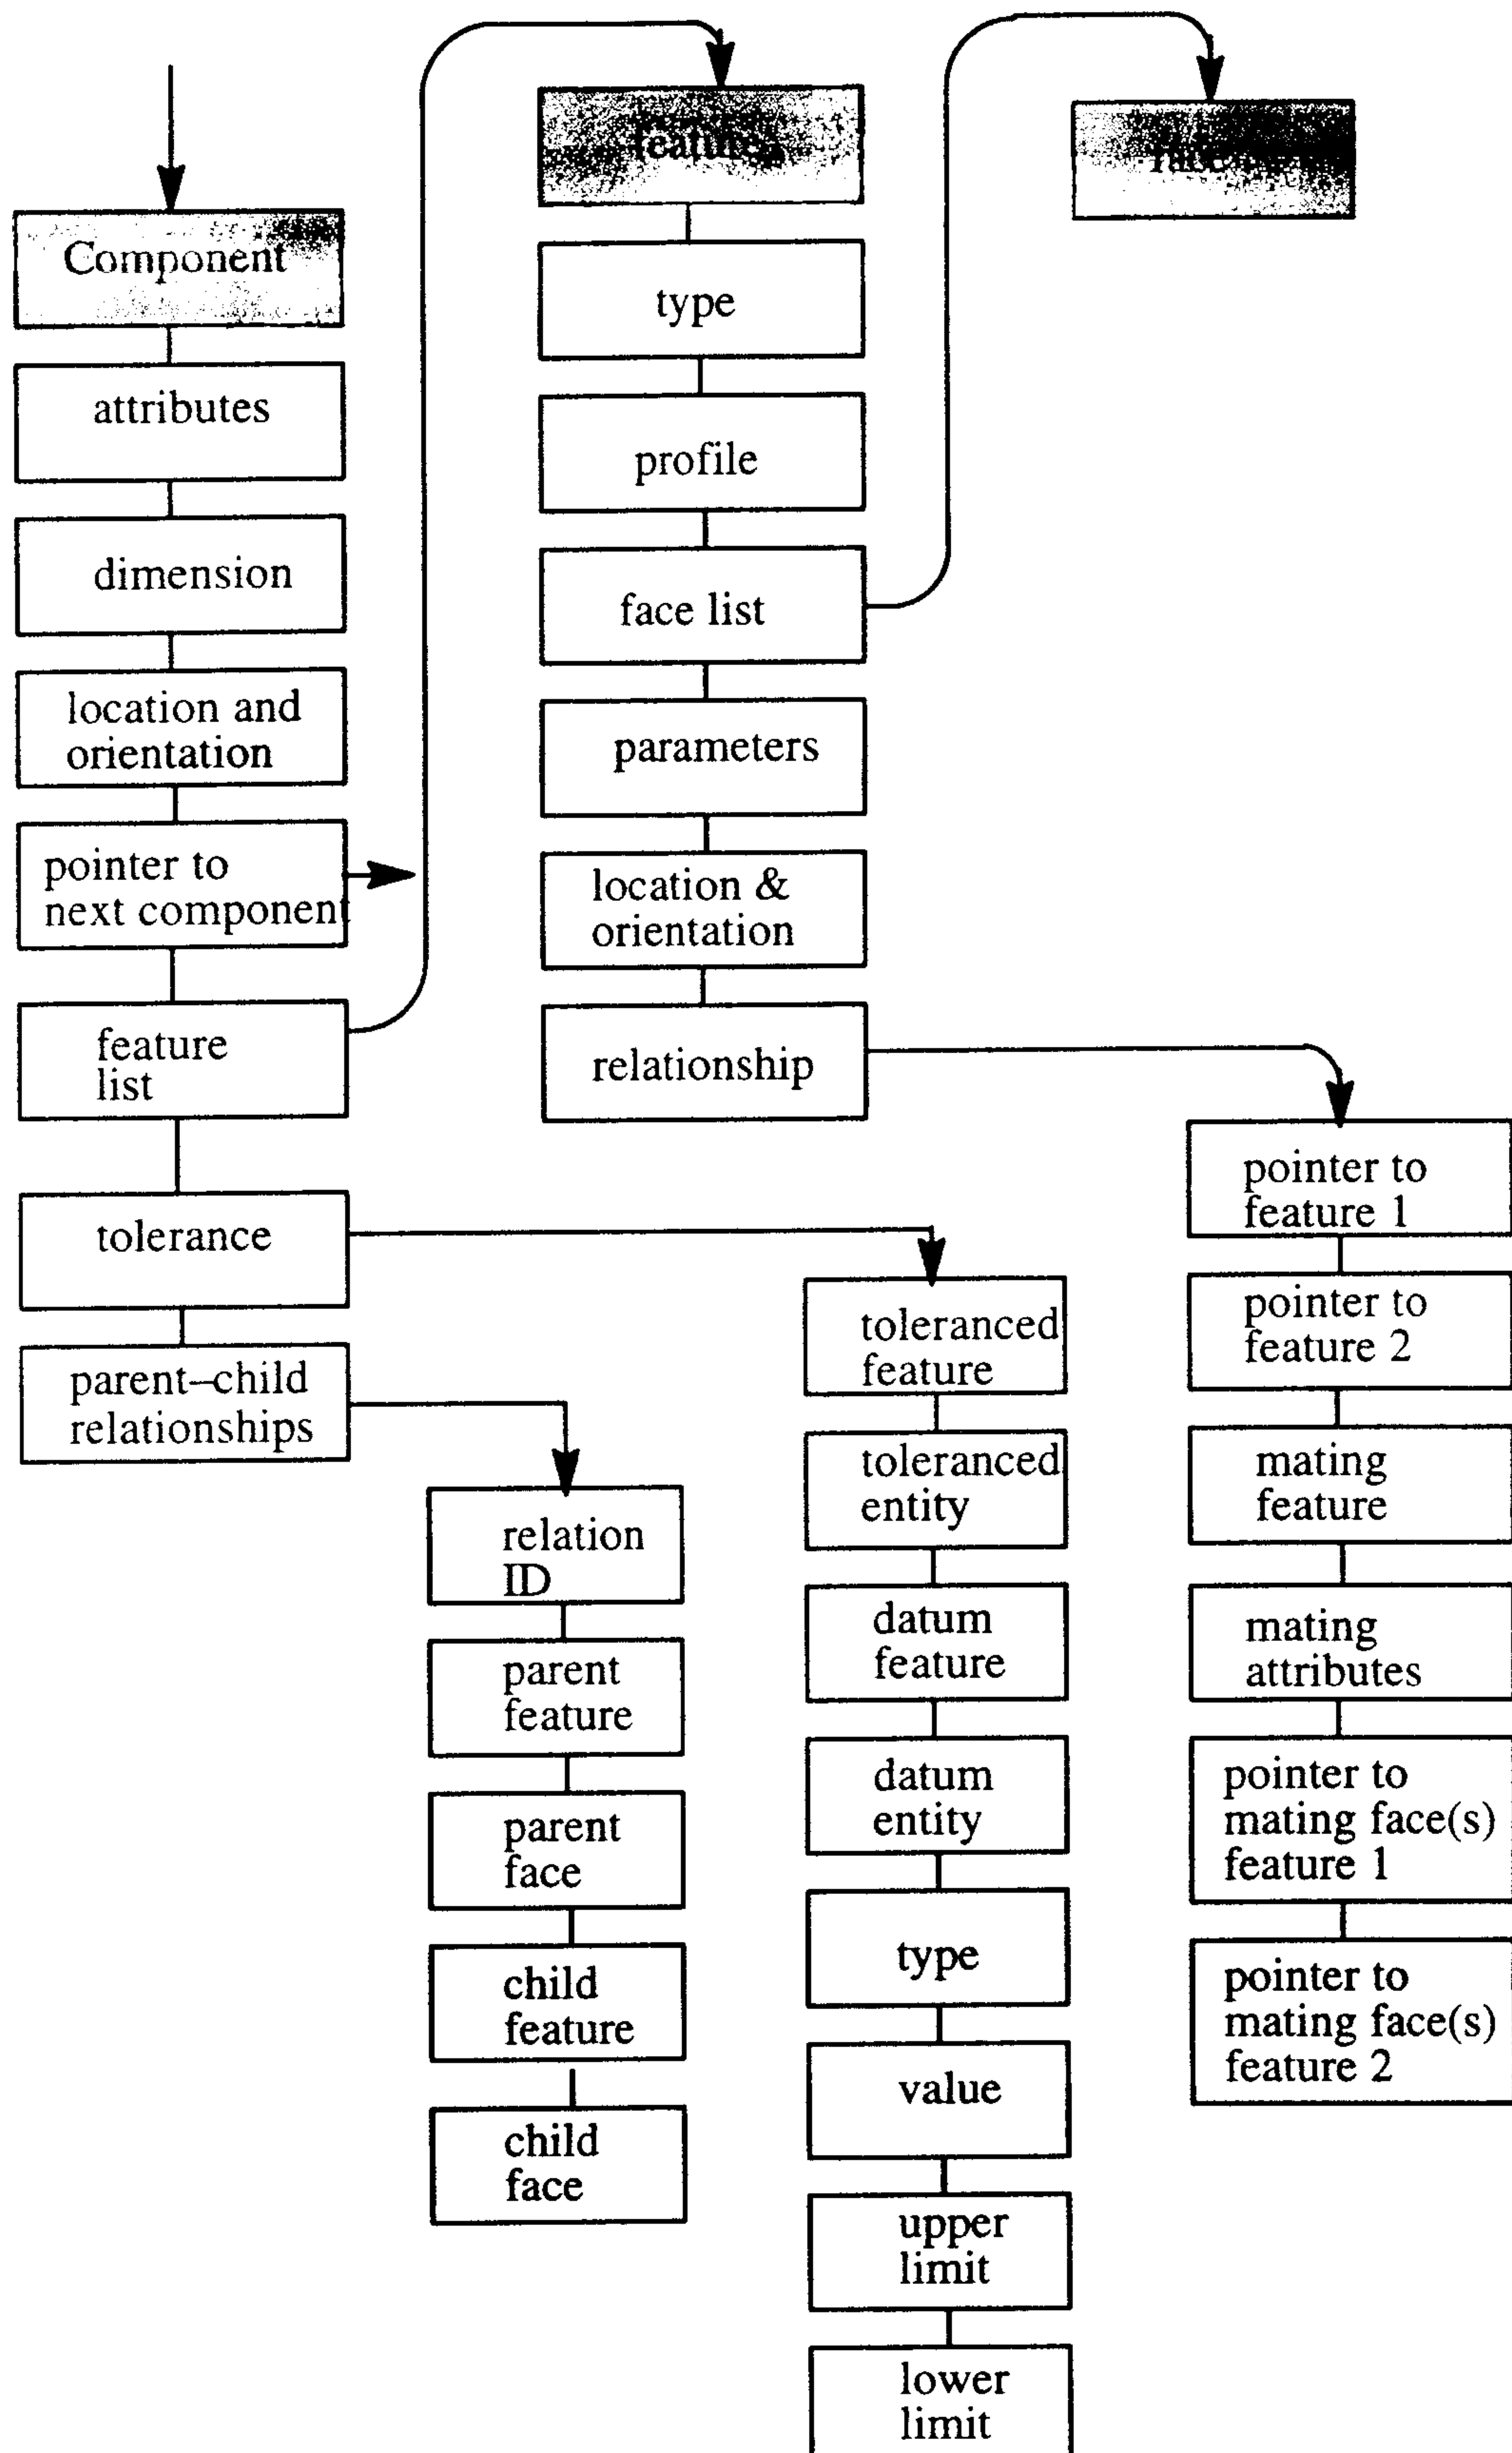 Component
attributes
dimension
location and
orientation
pointer to
next component
feature
list
tolerance
parent–child
relationships
features
type
profile
face list
parameters
location &
orientation
relationship
relation
ID
parent
feature
parent
face
child
feature
child
face
toleranced
feature
toleranced
entity
datum
feature
datum
entity
type
value
upper
limit
lower
limit
pointer to
feature 1
pointer to
feature 2
mating
feature
mating
attributes
pointer to
mating face(s)
feature 1
pointer to
mating face(s)
feature 2